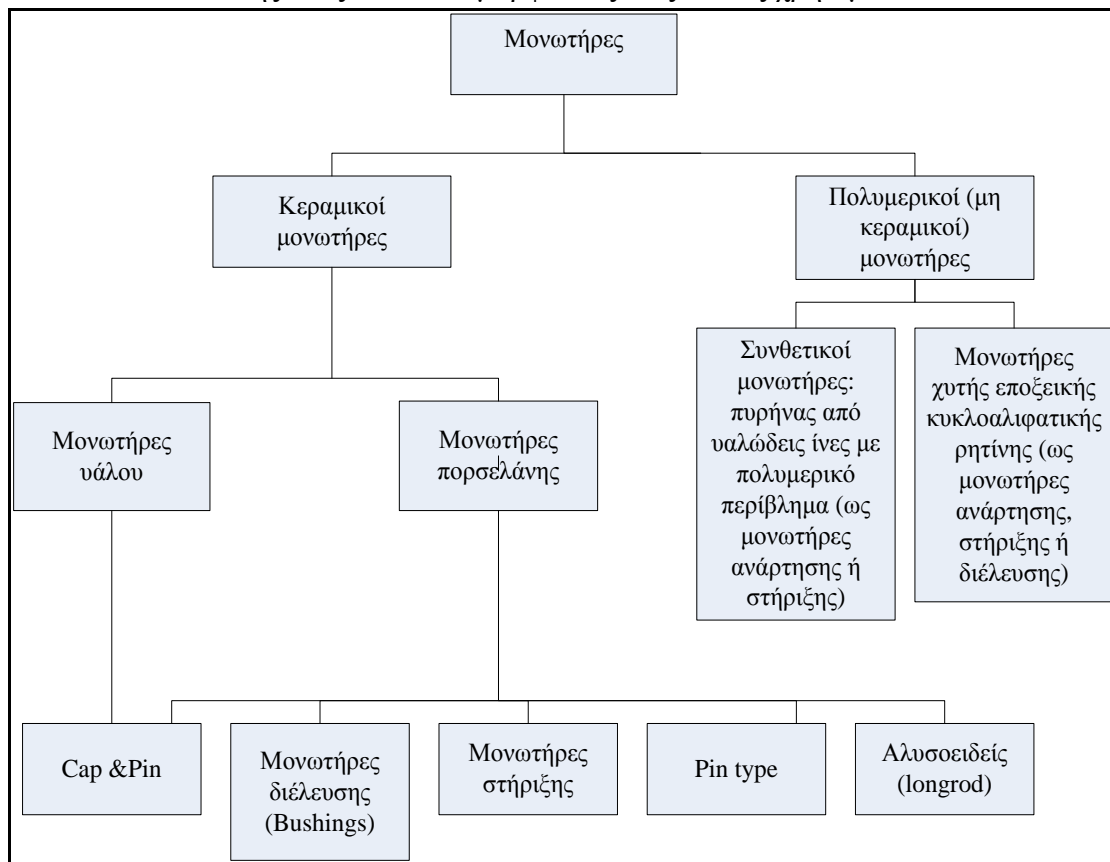 Μονωτήρες
Κεραμικοί
μονωτήρες
Πολυμερικοί (μη
κεραμικοί)
μονωτήρες
Μονωτήρες
υάλου
Μονωτήρες
πορσελάνης
Συνθετικοί
μονωτήρες:
πυρήνας από
υαλώδεις ίνες με
πολυμερικό
περίβλημα (ως
μονωτήρες
ανάρτησης ή
στήριξης)
Μονωτήρες
χυτής εποξεικής
κυκλοαλιφατικής
ρητίνης (ως
μονωτήρες
ανάρτησης,
στήριξης ή
διέλευσης)
Cap &Pin
Μονωτήρες
διέλευσης
(Bushings)
Μονωτήρες
στήριξης
Pin type
Αλυσοειδείς
(longrod)